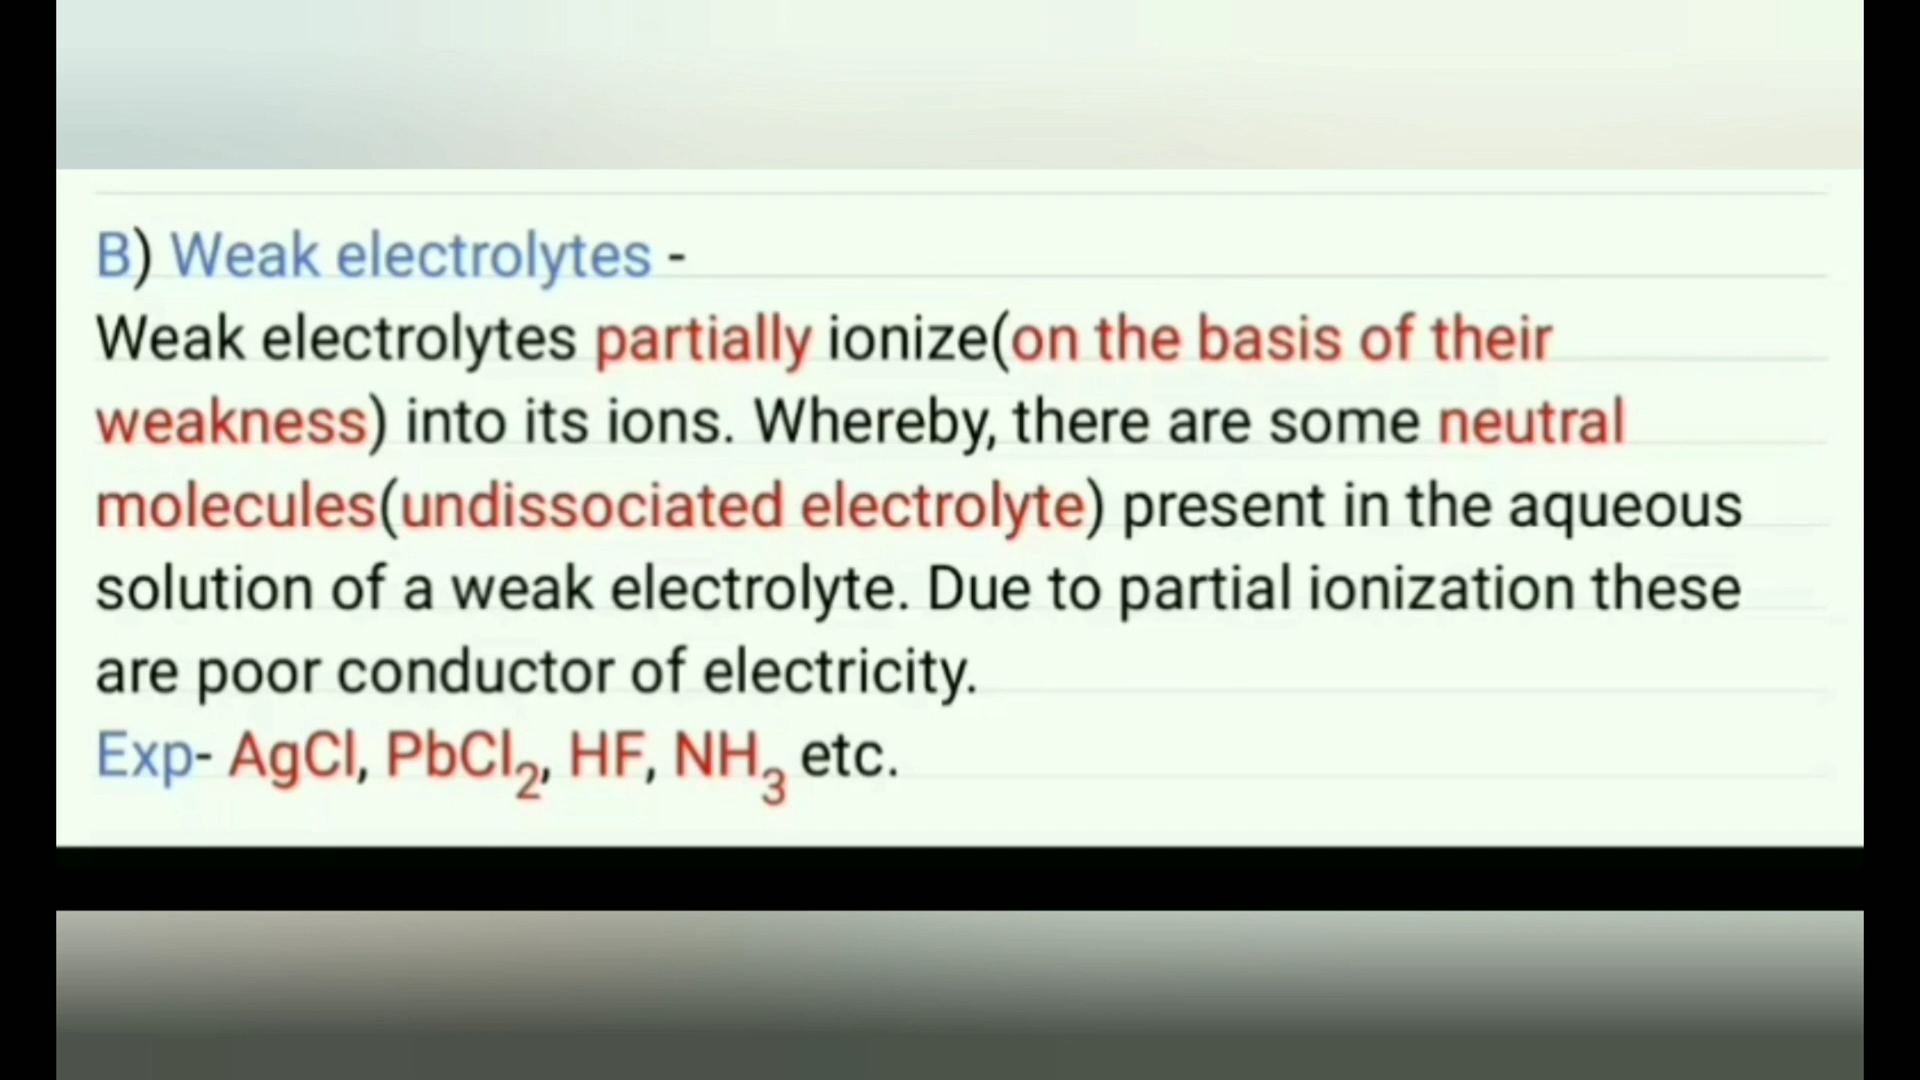 B) Weak electrolytes -
Weak electrolytes partially ionize(on the basis of their
weakness) into its ions. Whereby, there are some neutral
molecules(undissociated electrolyte) present in the aqueous
solution of a weak electrolyte. Due to partial ionization these
are poor conductor of electricity.
Exp- AgCl, PbCl₂, HF, NH₃ etc.